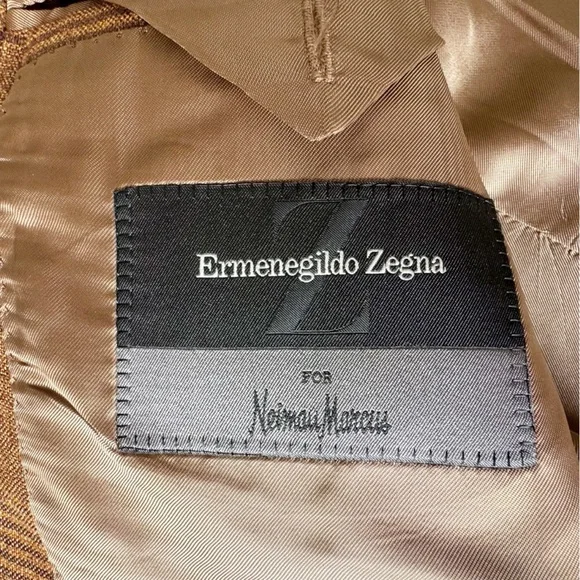 Z
Ermenegildo Zegna
FOR
Neiman Marcus